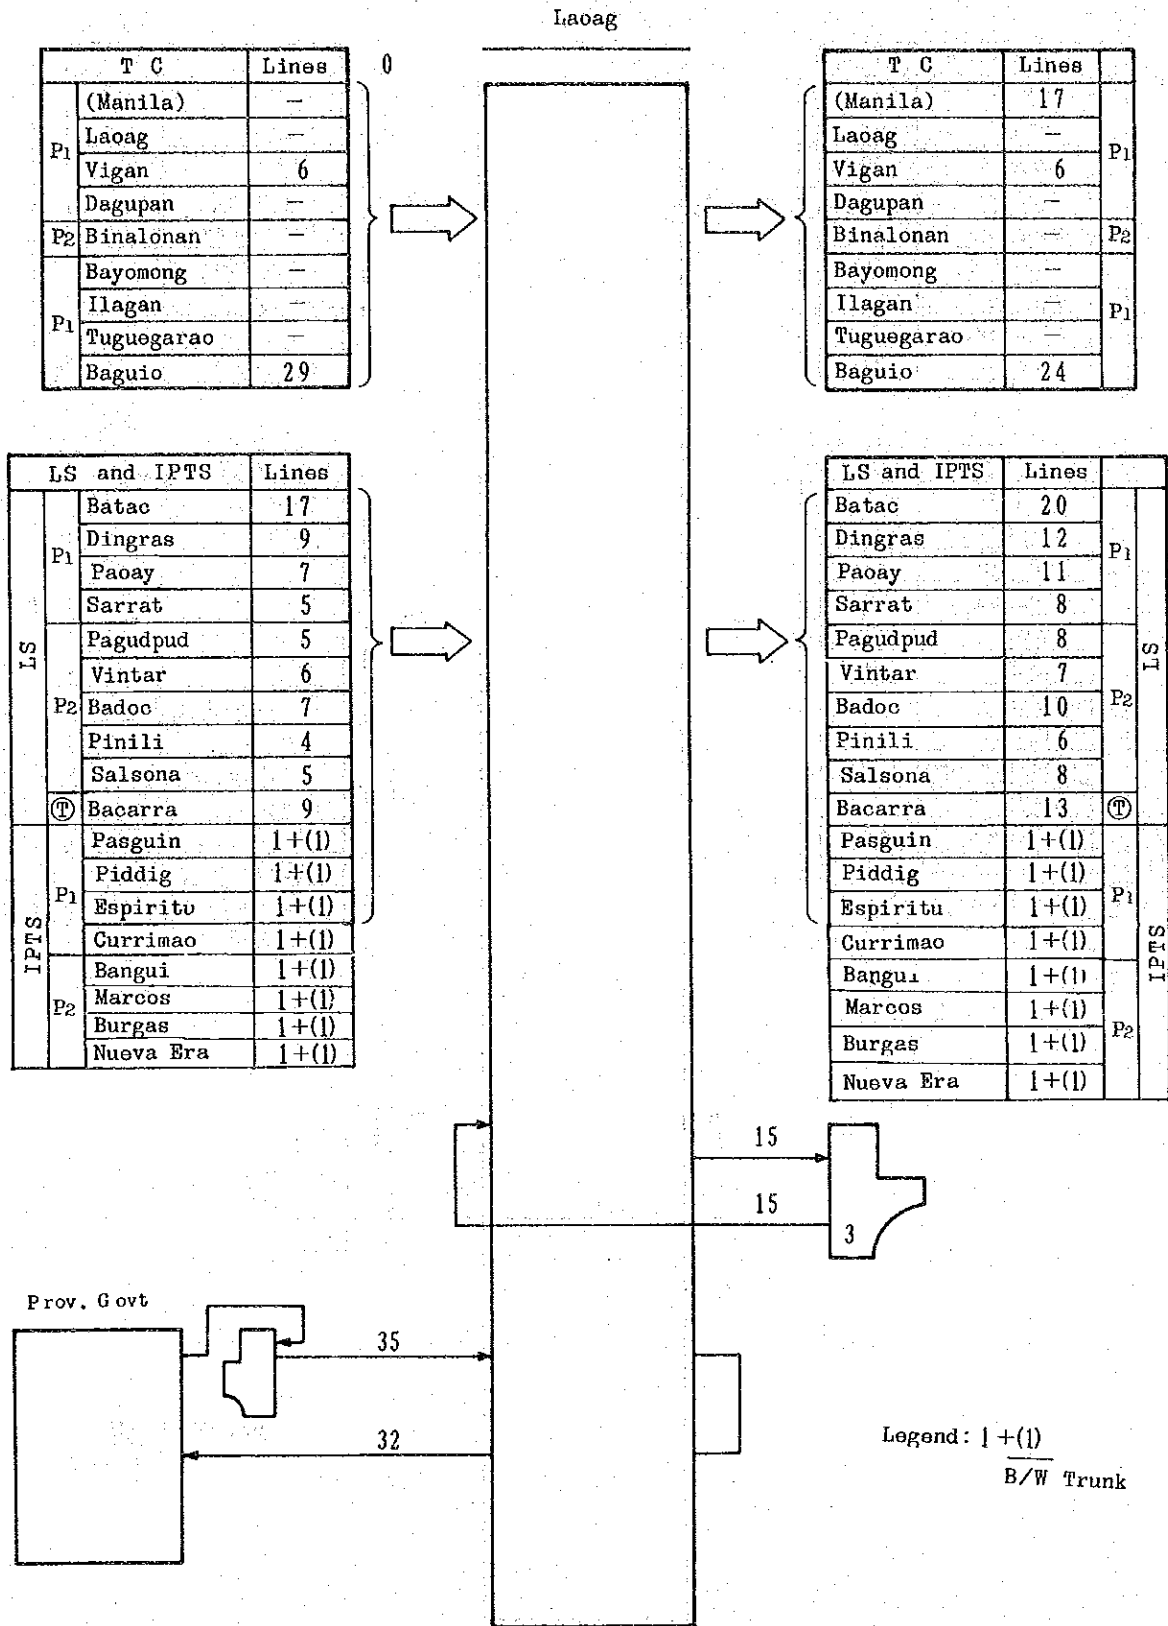 Laoag
T C Lines 0
P1
(Manila) —
Laoag —
Vigan 6
Dagupan —
P2 Binalonan —
P1
Bayomong —
Ilagan —
Tuguegarao —
Baguio 29
T C Lines
(Manila) 17
Laoag —
Vigan 6
Dagupan —
P1
Binalonan — P2
Bayomong —
Ilagan —
Tuguegarao —
Baguio 24
P1
LS and IPTS Lines
LS
P1
Batac 17
Dingras 9
Paoay 7
Sarrat 5
P2
Pagudpud 5
Vintar 6
Badoc 7
Pinili 4
Salsona 5
Ⓣ Bacarra 9
IPTS
P1
Pasguin 1+(1)
Piddig 1+(1)
Espiritu 1+(1)
Currimao 1+(1)
P2
Bangui 1+(1)
Marcos 1+(1)
Burgas 1+(1)
Nueva Era 1+(1)
LS and IPTS Lines
Batac 20
Dingras 12
Paoay 11
Sarrat 8
P1
Pagudpud 8
Vintar 7
Badoc 10
Pinili 6
Salsona 8
P2
Bacarra 13 Ⓣ
LS
Pasguin 1+(1)
Piddig 1+(1)
Espiritu 1+(1)
Currimao 1+(1)
P1
Bangui 1+(1)
Marcos 1+(1)
Burgas 1+(1)
Nueva Era 1+(1)
P2
IPTS
15
15
3
Prov. Govt
35
32
Legend: 1+(1)
B/W Trunk